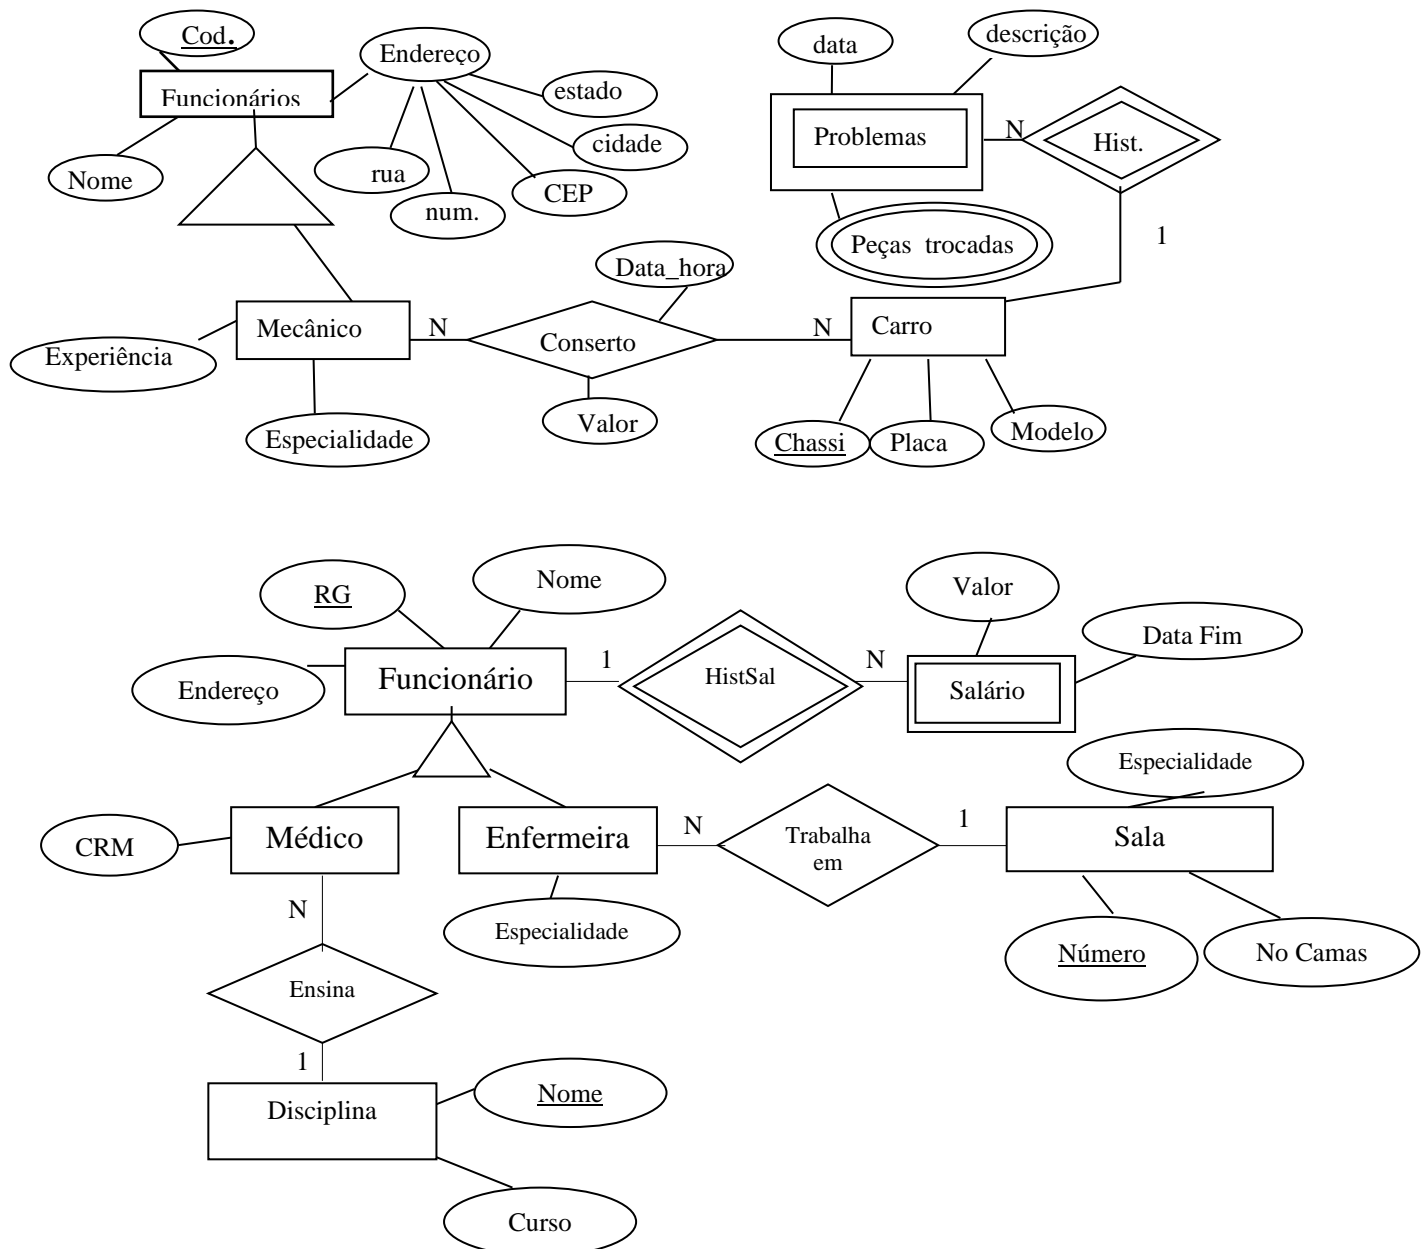 Cod.
Endereço
data
descrição
Funcionários
estado
Problemas
N
Hist.
cidade
rua
CEP
Nome
num.
Peças trocadas
1
Data_hora
Mecânico
N
Conserto
N
Carro
Experiência
Especialidade
Valor
Chassi
Placa
Modelo
RG
Nome
Valor
Data Fim
Endereço
Funcionário
1
HistSal
N
Salário
Especialidade
CRM
Médico
Enfermeira
N
Trabalha
em
1
Sala
N
Especialidade
Número
No Camas
Ensina
1
Disciplina
Nome
Curso